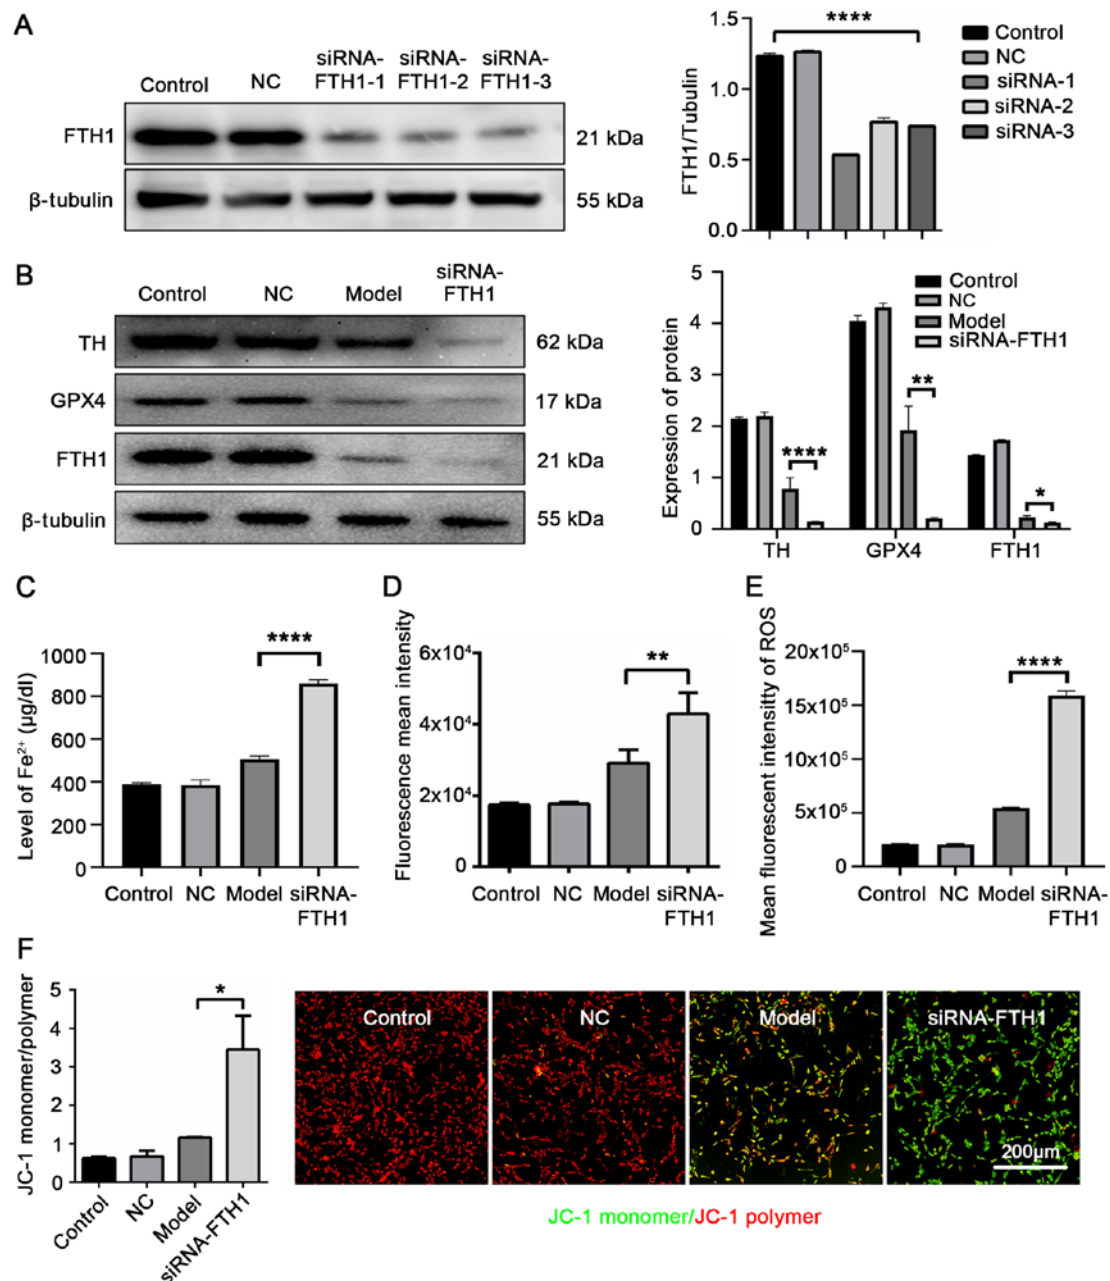 A
Control
NC
siRNA-
FTH1-1
siRNA-
FTH1-2
siRNA-
FTH1-3
FTH1
21 kDa
β-tubulin
55 kDa
FTH1/Tubulin
1.5
1.0
0.5
0.0
****
Control
NC
siRNA-1
siRNA-2
siRNA-3
B
Control
NC
Model
siRNA-
FTH1
TH
62 kDa
GPX4
17 kDa
FTH1
21 kDa
β-tubulin
55 kDa
Expression of protein
5
4
3
2
1
0
****
**
*
Control
NC
Model
siRNA-FTH1
TH
GPX4
FTH1
C
Level of Fe²⁺ (μg/dl)
1000
800
600
400
200
0
****
Control
NC
Model
siRNA-
FTH1
D
Fluorescence mean intensity
6x10⁴
4x10⁴
2x10⁴
0
**
Control
NC
Model
siRNA-
FTH1
E
Mean fluorescent intensity of ROS
20x10⁵
15x10⁵
10x10⁵
5x10⁵
0
****
Control
NC
Model
siRNA-
FTH1
F
JC-1 monomer/polymer
5
4
3
2
1
0
*
Control
NC
Model
siRNA-FTH1
Control
NC
Model
siRNA-FTH1
200μm
JC-1 monomer/JC-1 polymer